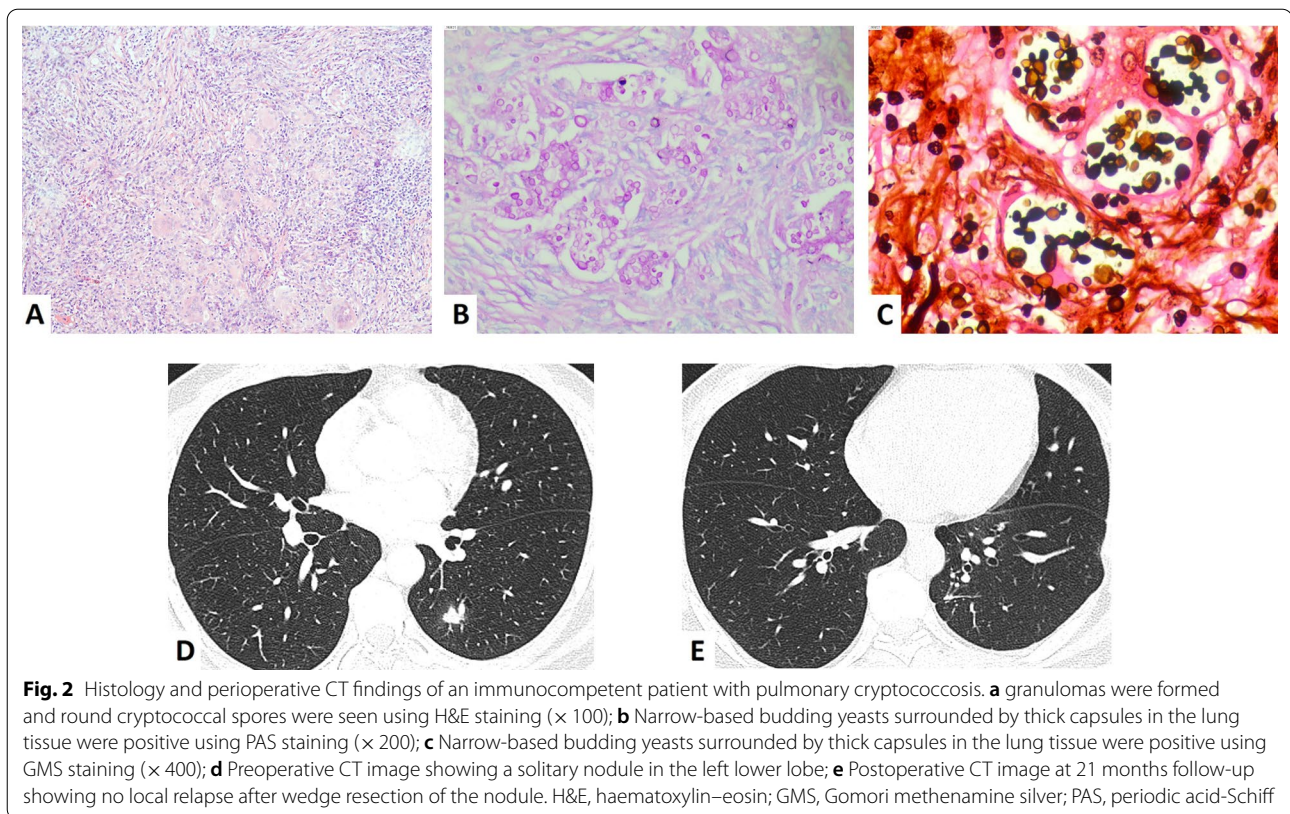 A
B
C
D
E
Fig. 2 Histology and perioperative CT findings of an immunocompetent patient with pulmonary cryptococcosis. a granulomas were formed
and round cryptococcal spores were seen using H&E staining (× 100); b Narrow-based budding yeasts surrounded by thick capsules in the lung
tissue were positive using PAS staining (× 200); c Narrow-based budding yeasts surrounded by thick capsules in the lung tissue were positive using
GMS staining (× 400); d Preoperative CT image showing a solitary nodule in the left lower lobe; e Postoperative CT image at 21 months follow-up
showing no local relapse after wedge resection of the nodule. H&E, haematoxylin–eosin; GMS, Gomori methenamine silver; PAS, periodic acid-Schiff